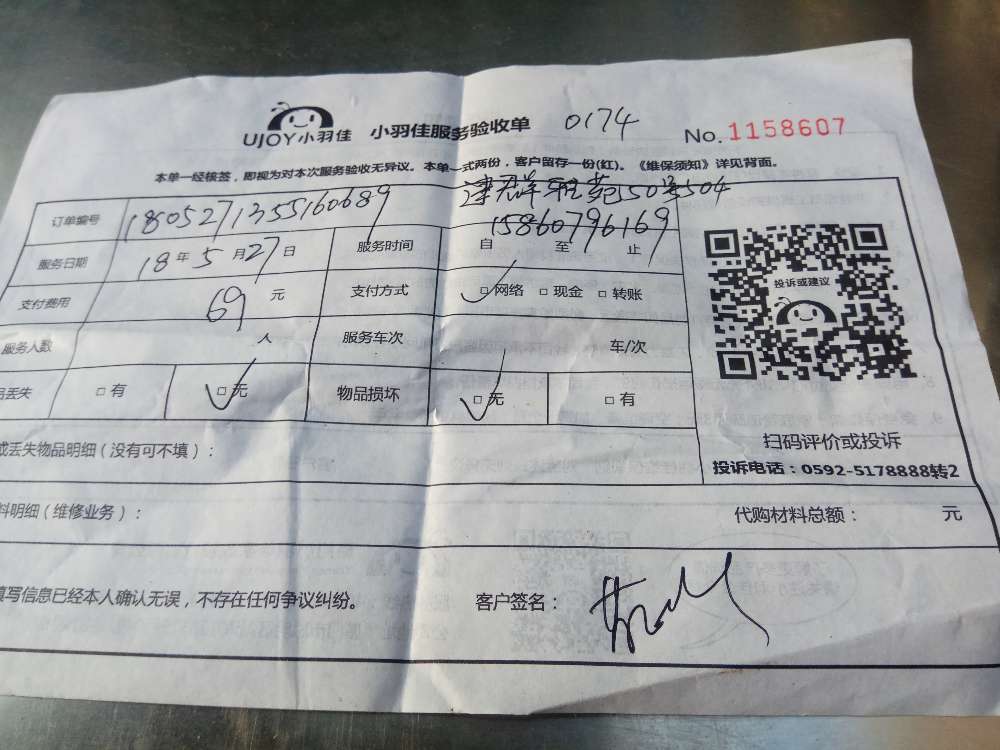 UJOY小羽佳 小羽佳服务验收单 0174 No. 1158607
本单一经核签，即视为对本次服务验收无异议。本单一式两份，客户留存一份(红)。《维保须知》详见背面。
订单编号 1805271355160689 建群雅苑50号504
15860796169
服务日期 18年5月27日 服务时间 自 至 止
支付费用 69 元 支付方式 网络 现金 转账
服务人数 人 服务车次 车/次
丢失 有 无 物品损坏 无 有
投诉或建议
扫码评价或投诉
投诉电话：0592-5178888转2
或丢失物品明细（没有可不填）：
料明细（维修业务）： 代购材料总额： 元
填写信息已经本人确认无误，不存在任何争议纠纷。 客户签名：